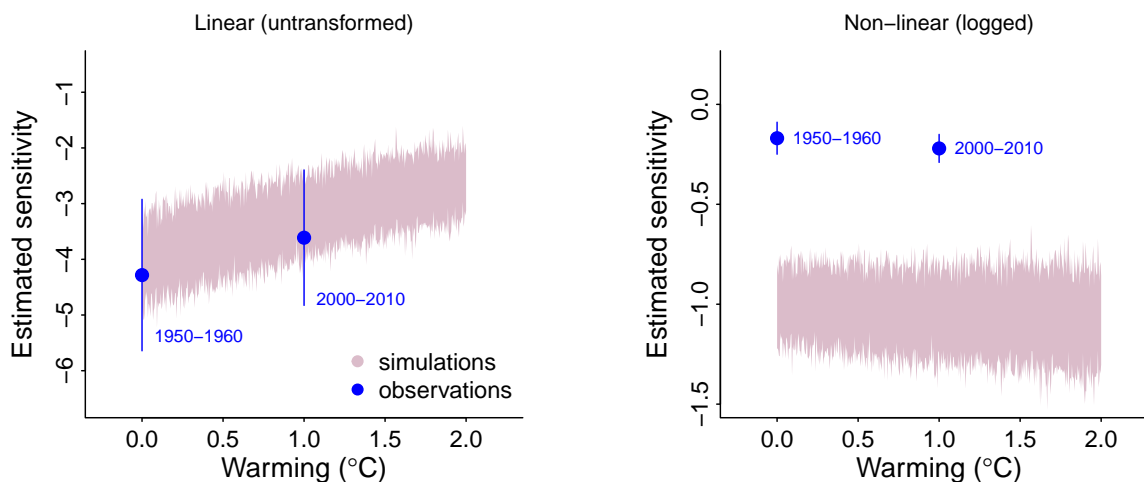 Linear (untransformed)
Estimated sensitivity
−1
−2
−3
−4
−5
−6
1950−1960
2000−2010
simulations
observations
0.0 0.5 1.0 1.5 2.0
Warming (°C)
Non−linear (logged)
Estimated sensitivity
0.0
−0.5
−1.0
−1.5
1950−1960
2000−2010
0.0 0.5 1.0 1.5 2.0
Warming (°C)